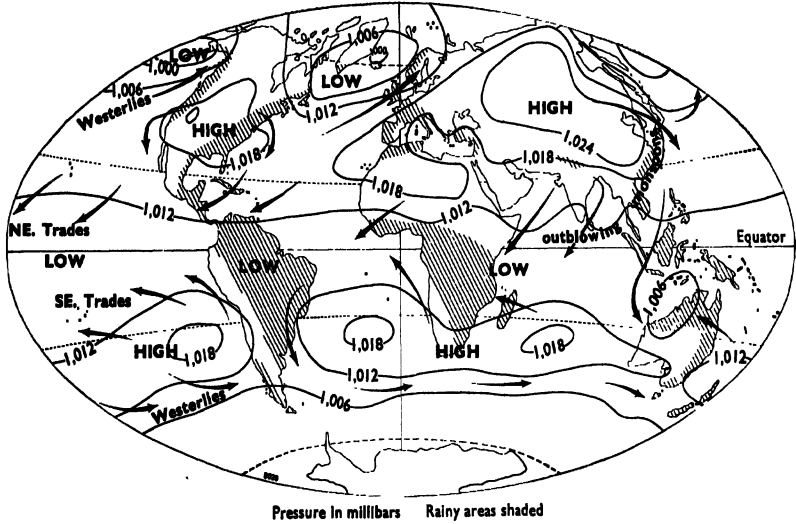 1,006
1,000
LOW
1,000
LOW
1,006
Westerlies
1,012
HIGH
HIGH
1,024
1,018
1,018
1,018
monsoons
1,012
1,012
NE. Trades
outblowing
Equator
LOW
LOW
LOW
SE. Trades
1,006
1,012
HIGH
1,018
1,018
HIGH
1,018
1,012
1,012
1,006
Westerlies
Pressure in millibars Rainy areas shaded